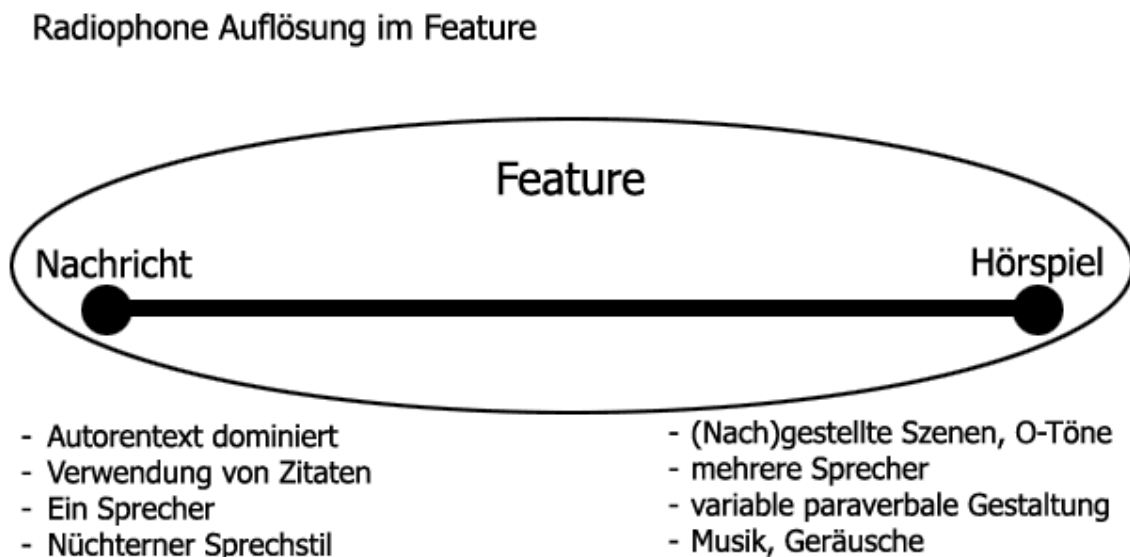 Radiophone Auflösung im Feature
Feature
Nachricht
Hörspiel
- Autorentext dominiert
- Verwendung von Zitaten
- Ein Sprecher
- Nüchterner Sprechstil
- (Nach)gestellte Szenen, O-Töne
- mehrere Sprecher
- variable paraverbale Gestaltung
- Musik, Geräusche